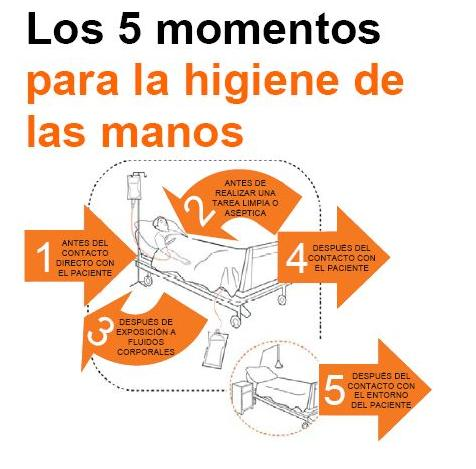 Los 5 momentos
para la higiene de
las manos
1
ANTES DEL
CONTACTO
DIRECTO CON
EL PACIENTE
2
ANTES DE
REALIZAR UNA
TAREA LIMPIA O
ASÉPTICA
3
DESPUÉS DE
EXPOSICIÓN A
FLUIDOS
CORPORALES
4
DESPUÉS DEL
CONTACTO CON
EL PACIENTE
5
DESPUÉS DEL
CONTACTO CON
EL ENTORNO
DEL PACIENTE